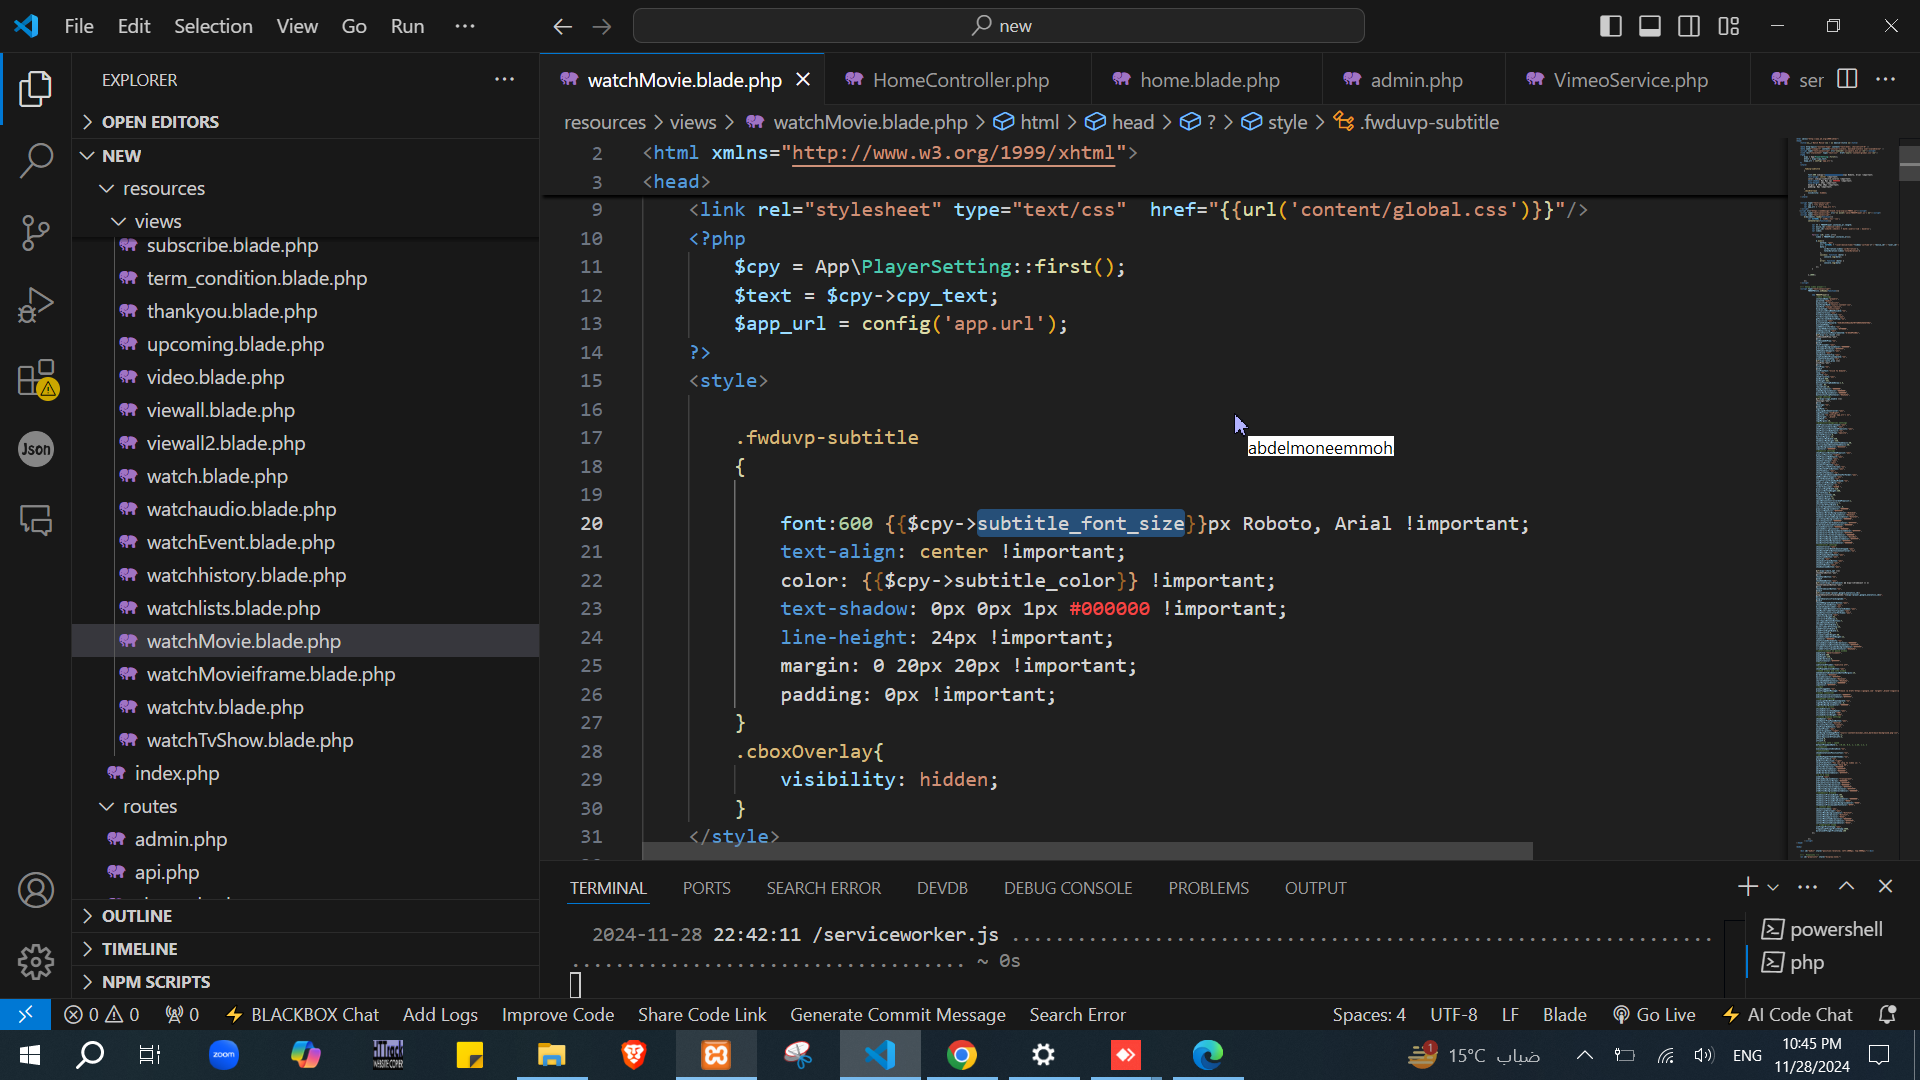 File Edit Selection View Go Run ···
new
EXPLORER
OPEN EDITORS
NEW
resources
views
subscribe.blade.php
term_condition.blade.php
thankyou.blade.php
upcoming.blade.php
video.blade.php
viewall.blade.php
viewall2.blade.php
watch.blade.php
watchaudio.blade.php
watchEvent.blade.php
watchhistory.blade.php
watchlists.blade.php
watchMovie.blade.php
watchMovieiframe.blade.php
watchtv.blade.php
watchTvShow.blade.php
index.php
routes
admin.php
api.php
OUTLINE
TIMELINE
NPM SCRIPTS
Json
watchMovie.blade.php HomeController.php home.blade.php admin.php VimeoService.php ser
resources > views > watchMovie.blade.php > html > head > ? > style > .fwduvp-subtitle
2 <html xmlns="http://www.w3.org/1999/xhtml">
3 <head>
9 <link rel="stylesheet" type="text/css"  href="{{url('content/global.css')}}"/>
10 <?php
11 $cpy = App\PlayerSetting::first();
12 $text = $cpy->cpy_text;
13 $app_url = config('app.url');
14 ?>
15 <style>
16
17 .fwduvp-subtitle
18 {
19
20 font:600 {{$cpy->subtitle_font_size}}px Roboto, Arial !important;
21 text-align: center !important;
22 color: {{$cpy->subtitle_color}} !important;
23 text-shadow: 0px 0px 1px #000000 !important;
24 line-height: 24px !important;
25 margin: 0 20px 20px !important;
26 padding: 0px !important;
27 }
28 .cboxOverlay{
29 visibility: hidden;
30 }
31 </style>
abdelmoneemmoh
TERMINAL PORTS SEARCH ERROR DEVDB DEBUG CONSOLE PROBLEMS OUTPUT
2024-11-28 22:42:11 /serviceworker.js .............................................................
.................................. ~ 0s
powershell
php
0 0 0 BLACKBOX Chat Add Logs Improve Code Share Code Link Generate Commit Message Search Error Spaces: 4 UTF-8 LF Blade Go Live AI Code Chat
zoom
HTTrack
WEBSITE COPIER
1
15°C ضباب
ENG
10:45 PM
11/28/2024